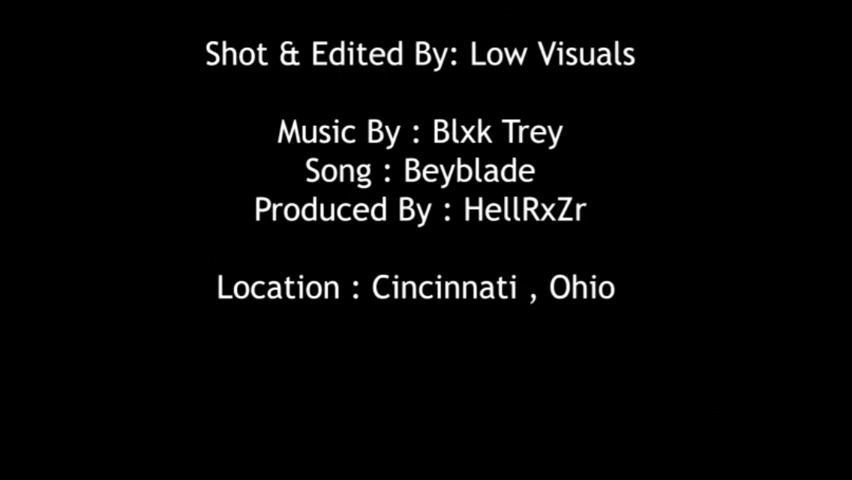 Shot & Edited By: Low Visuals
Music By : Blxk Trey
Song : Beyblade
Produced By : HellRxZr
Location : Cincinnati , Ohio